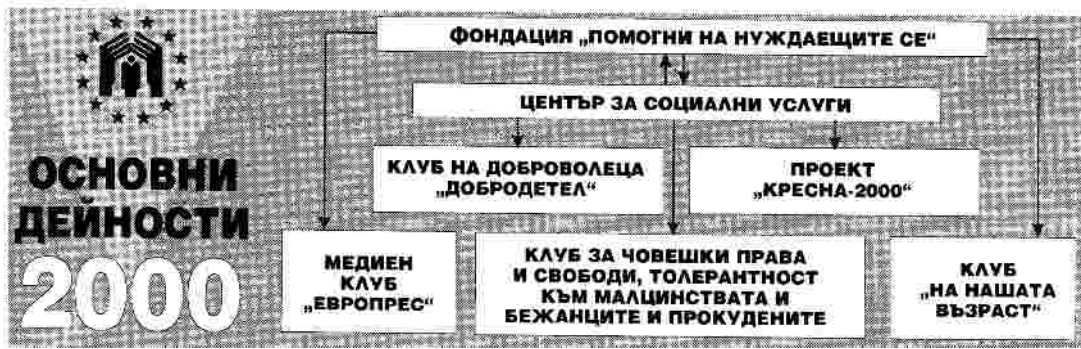 ОСНОВНИ
ДЕЙНОСТИ
2000
ФОНДАЦИЯ „ПОМОГНИ НА НУЖДАЕЩИТЕ СЕ“
ЦЕНТЪР ЗА СОЦИАЛНИ УСЛУГИ
КЛУБ НА ДОБРОВОЛЕЦА
„ДОБРОДЕТЕЛ“
ПРОЕКТ
„КРЕСНА-2000“
МЕДИЕН
КЛУБ
„ЕВРОПРЕС“
КЛУБ ЗА ЧОВЕШКИ ПРАВА
И СВОБОДИ, ТОЛЕРАНТНОСТ
КЪМ МАЛЦИНСТВАТА И
БЕЖАНЦИТЕ И ПРОКУДЕНИТЕ
КЛУБ
„НА НАШАТА
ВЪЗРАСТ“